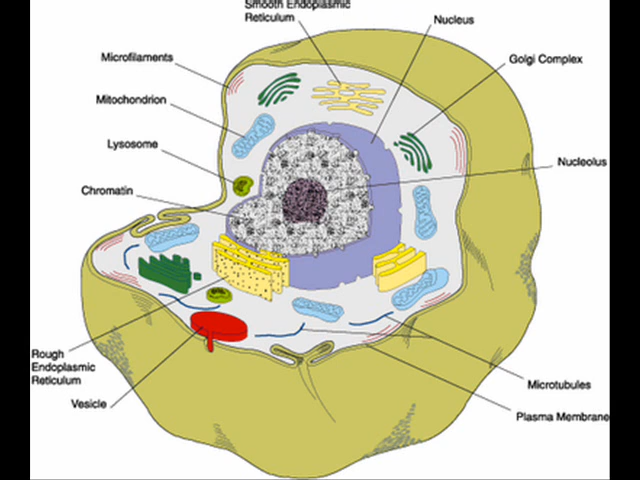 Smooth Endoplasmic
Reticulum
Nucleus
Microfilaments
Golgi Complex
Mitochondrion
Lysosome
Nucleolus
Chromatin
Rough
Endoplasmic
Reticulum
Microtubules
Vesicle
Plasma Membrane